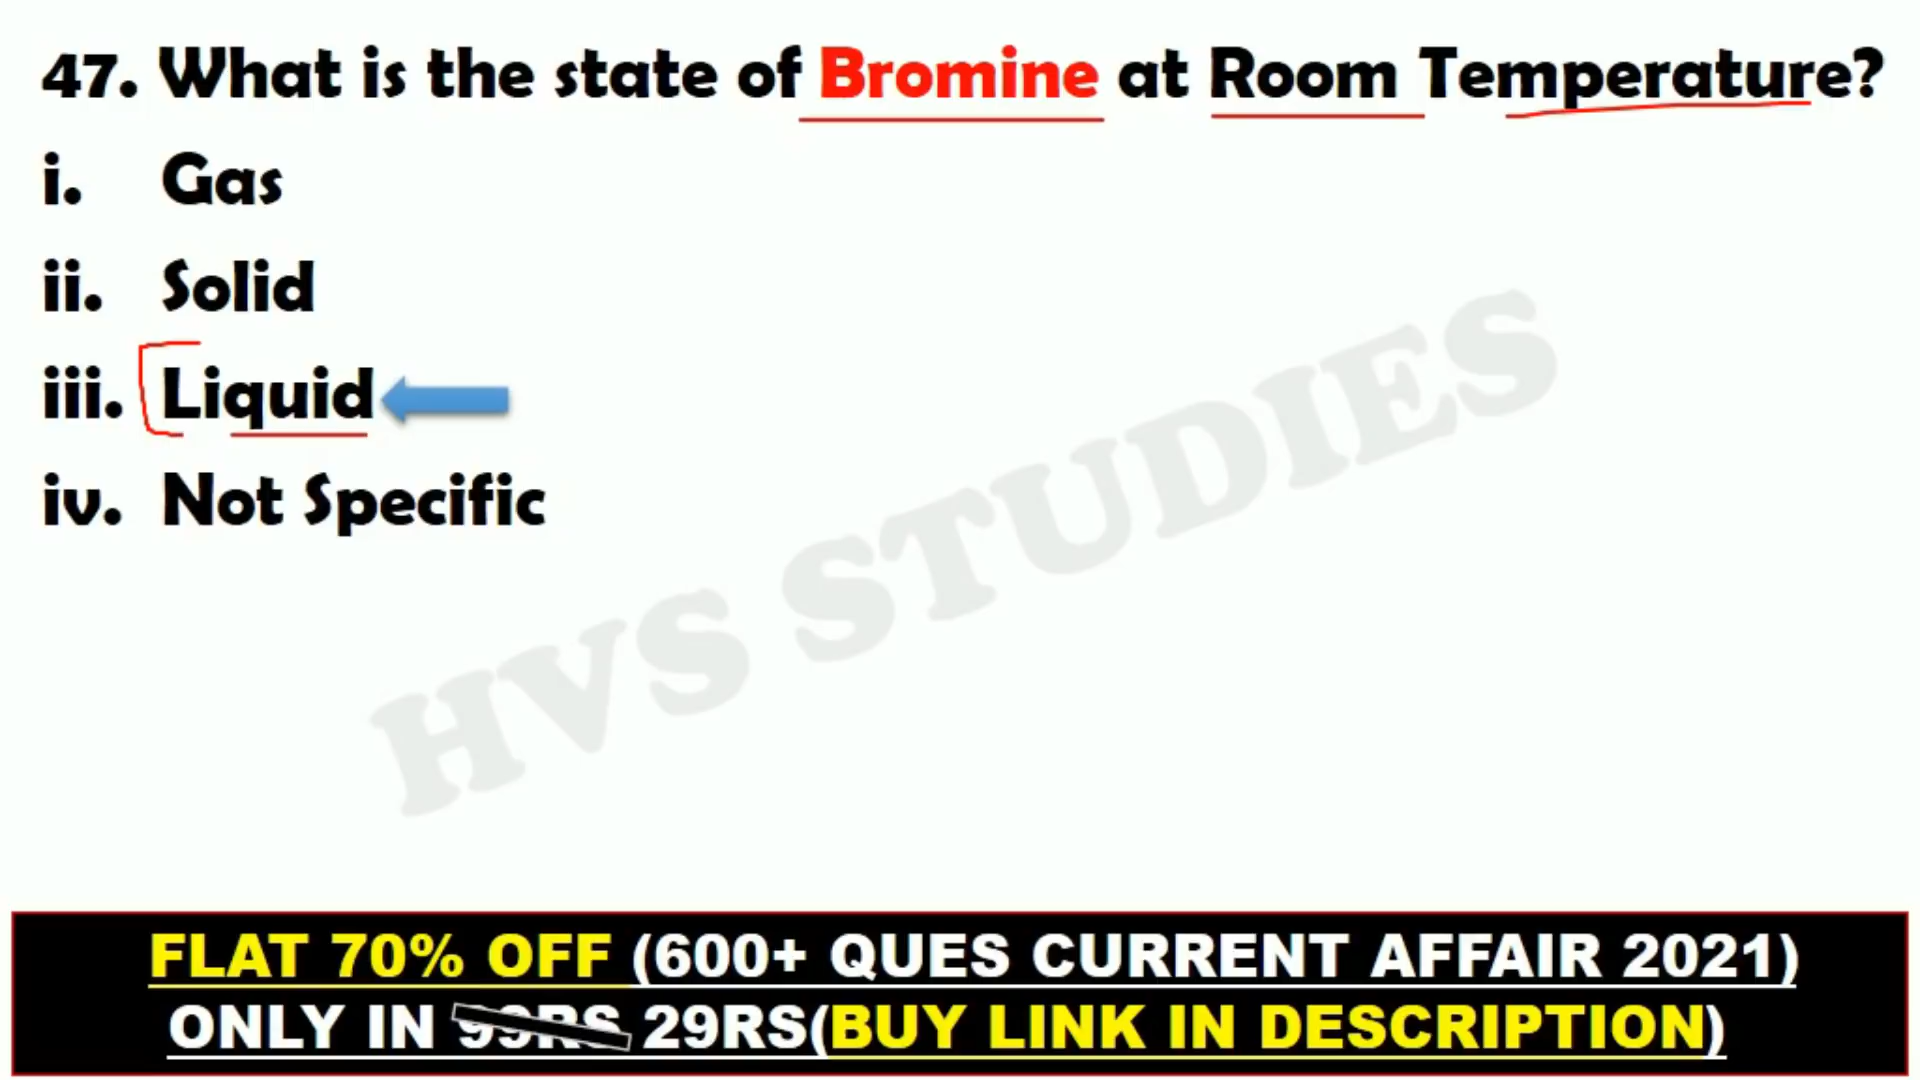 47. What is the state of Bromine at Room Temperature?
i. Gas
ii. Solid
iii. Liquid
iv. Not Specific
HVS STUDIES
FLAT 70% OFF (600+ QUES CURRENT AFFAIR 2021)
ONLY IN 99RS 29RS(BUY LINK IN DESCRIPTION)